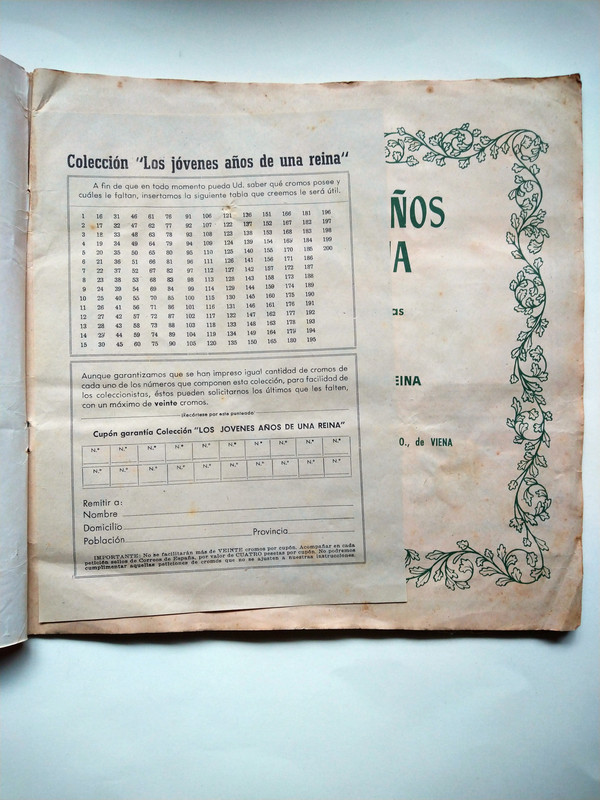 Colección "Los jóvenes años de una reina"
A fin de que en todo momento pueda Ud. saber qué cromos posee y
cuáles le faltan, insertamos la siguiente tabla que creemos le será útil.
1 16 31 46 61 76 91 106 121 136 151 166 181 196
2 17 32 47 62 77 92 107 122 137 152 167 182 197
3 18 33 48 63 78 93 108 123 138 153 168 183 198
4 19 34 49 64 79 94 109 124 139 154 169 184 199
5 20 35 50 65 80 95 110 125 140 155 170 185 200
6 21 36 51 66 81 96 111 126 141 156 171 186
7 22 37 52 67 82 97 112 127 142 157 172 187
8 23 38 53 68 83 98 113 128 143 158 173 188
9 24 39 54 69 84 99 114 129 144 159 174 189
10 25 40 55 70 85 100 115 130 145 160 175 190
11 26 41 56 71 86 101 116 131 146 161 176 191
12 27 42 57 72 87 102 117 132 147 162 177 192
13 28 43 58 73 88 103 118 133 148 163 178 193
14 29 44 59 74 89 104 119 134 149 164 179 194
15 30 45 60 75 90 105 120 135 150 165 180 195
Aunque garantizamos que se han impreso igual cantidad de cromos de
cada uno de los números que componen esta colección, para facilidad de
los coleccionistas, éstos pueden solicitarnos los últimos que les falten,
con un máximo de veinte cromos.
(Recórtese por este punteado)
Cupón garantía Colección "LOS JOVENES AÑOS DE UNA REINA"
N.º N.º N.º N.º N.º N.º N.º N.º N.º N.º
N.º N.º N.º N.º N.º N.º N.º N.º N.º N.º
Remitir a:
Nombre
Domicilio
Población Provincia
IMPORTANTE: No se facilitarán más de VEINTE cromos por cupón. Acompañar en cada
petición sellos de Correos de España, por valor de CUATRO pesetas por cupón. No podremos
cumplimentar aquellas peticiones de cromos que no se ajusten a nuestras instrucciones.
ÑOS
A
as
EINA
O., de VIENA